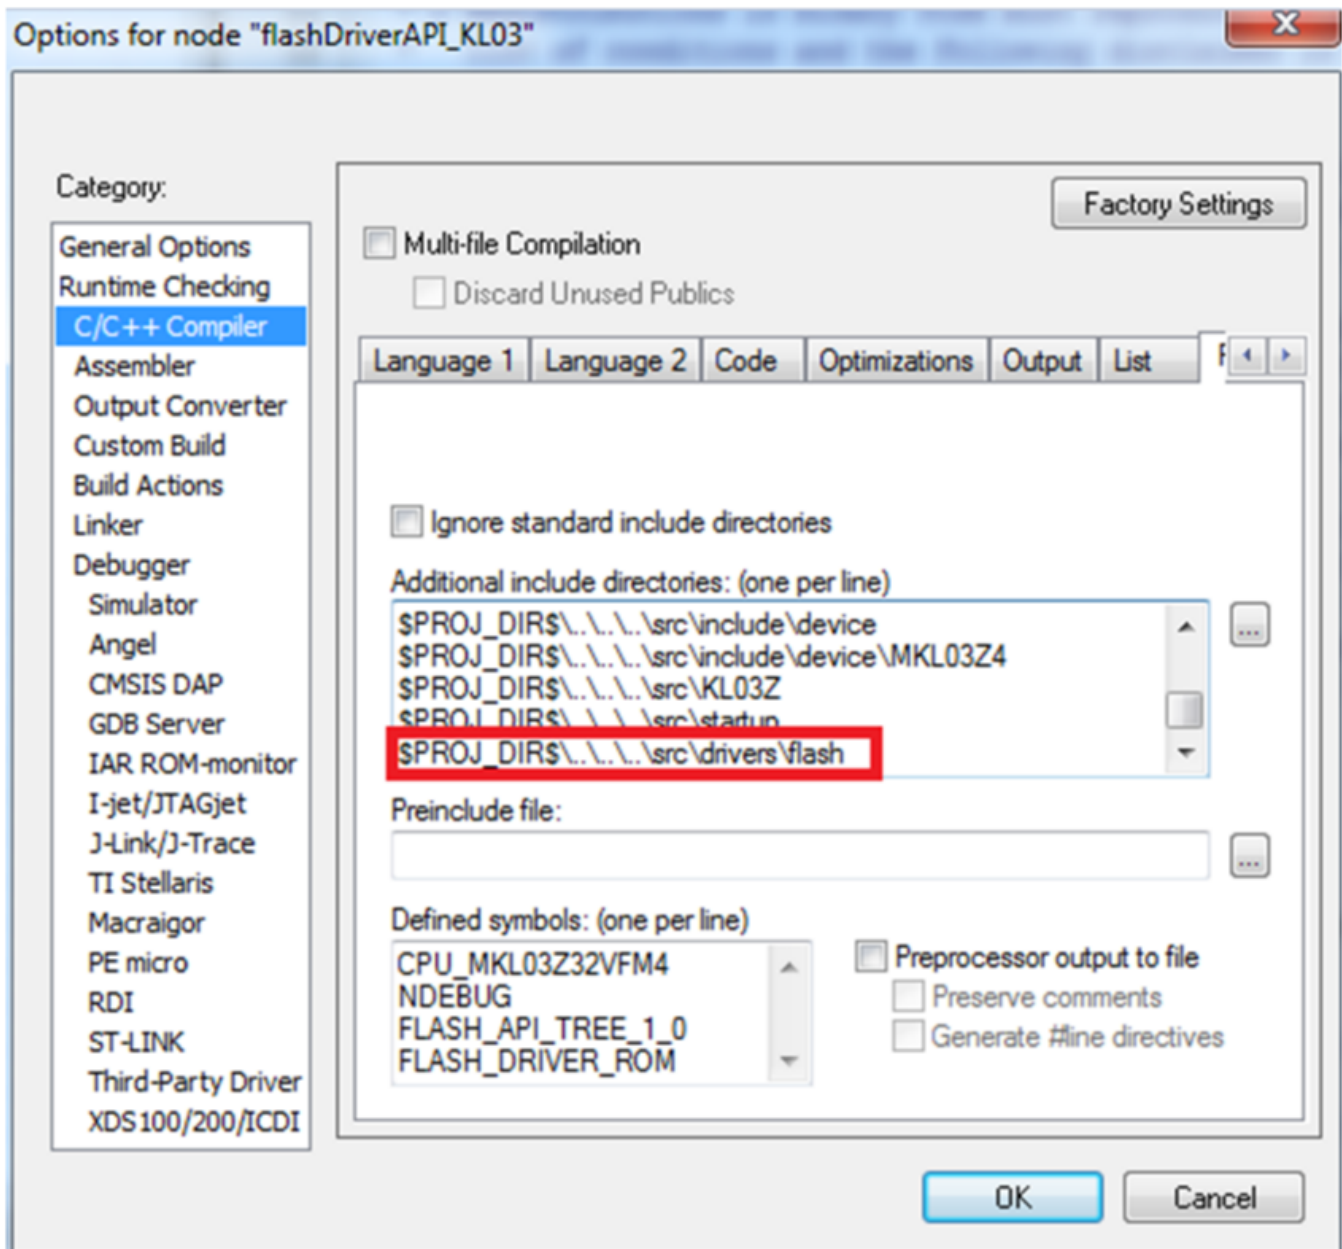 Options for node "flashDriverAPI_KL03"
Category:
General Options
Runtime Checking
C/C++ Compiler
Assembler
Output Converter
Custom Build
Build Actions
Linker
Debugger
Simulator
Angel
CMSIS DAP
GDB Server
IAR ROM-monitor
I-jet/JTAGjet
J-Link/J-Trace
TI Stellaris
Macraigor
PE micro
RDI
ST-LINK
Third-Party Driver
XDS100/200/ICDI
Factory Settings
Multi-file Compilation
Discard Unused Publics
Language 1 Language 2 Code Optimizations Output List
Ignore standard include directories
Additional include directories: (one per line)
$PROJ_DIR$\..\..\..\src\include\device
$PROJ_DIR$\..\..\..\src\include\device\MKL03Z4
$PROJ_DIR$\..\..\..\src\KL03Z
$PROJ_DIR$\..\..\..\src\startup
$PROJ_DIR$\..\..\..\src\drivers\flash
...
Preinclude file:
...
Defined symbols: (one per line)
CPU_MKL03Z32VFM4
NDEBUG
FLASH_API_TREE_1_0
FLASH_DRIVER_ROM
Preprocessor output to file
Preserve comments
Generate #line directives
OK Cancel